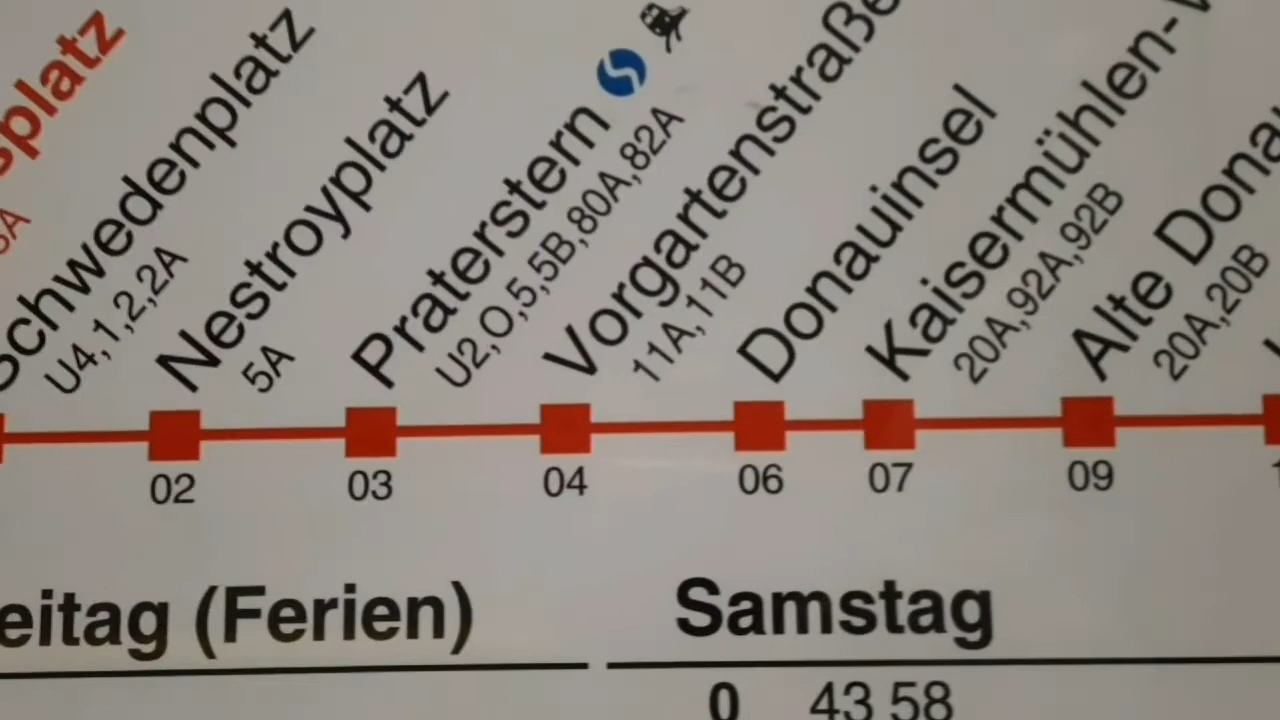 splatz
Schwedenplatz
U4,1,2,2A
Nestroyplatz
5A
Praterstern
U2,O,5,5B,80A,82A
Vorgartenstraße
11A,11B
Donauinsel
Kaisermühlen-
20A,92A,92B
Alte Dona
20A,20B
02 03 04 06 07 09
eitag (Ferien) Samstag
0 43 58